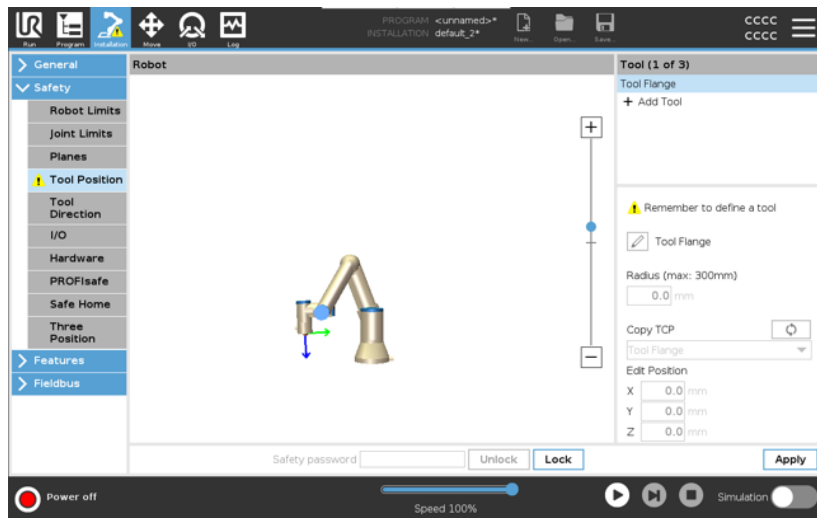 PROGRAM <unnamed>*
INSTALLATION default_2*
Run
Program
Installation
Move
I/O
Log
New...
Open...
Save...
CCCC
CCCC
General
Safety
Robot Limits
Joint Limits
Planes
Tool Position
Tool
Direction
I/O
Hardware
PROFIsafe
Safe Home
Three
Position
Features
Fieldbus
Robot
Tool (1 of 3)
Tool Flange
+ Add Tool
Remember to define a tool
Tool Flange
Radius (max: 300mm)
0.0 mm
Copy TCP
Tool Flange
Edit Position
X 0.0 mm
Y 0.0 mm
Z 0.0 mm
Safety password
Unlock
Lock
Apply
Power off
Speed 100%
Simulation